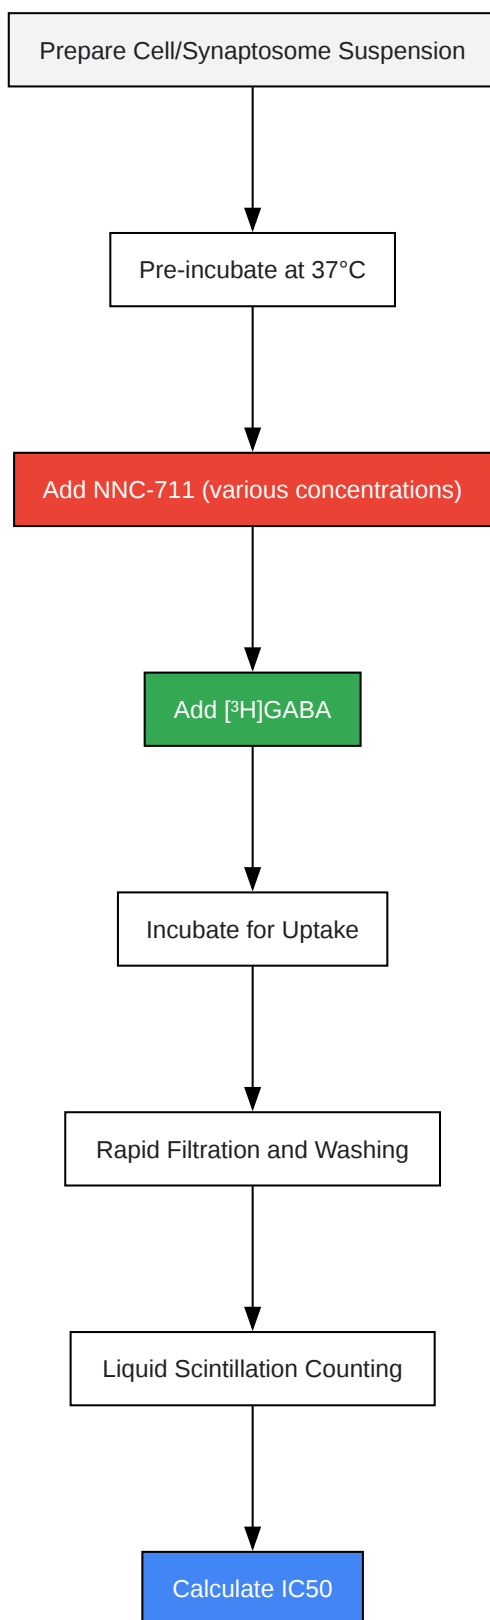 Prepare Cell/Synaptosome Suspension
Pre-incubate at 37°C
Add NNC-711 (various concentrations)
Add [³H]GABA
Incubate for Uptake
Rapid Filtration and Washing
Liquid Scintillation Counting
Calculate IC50